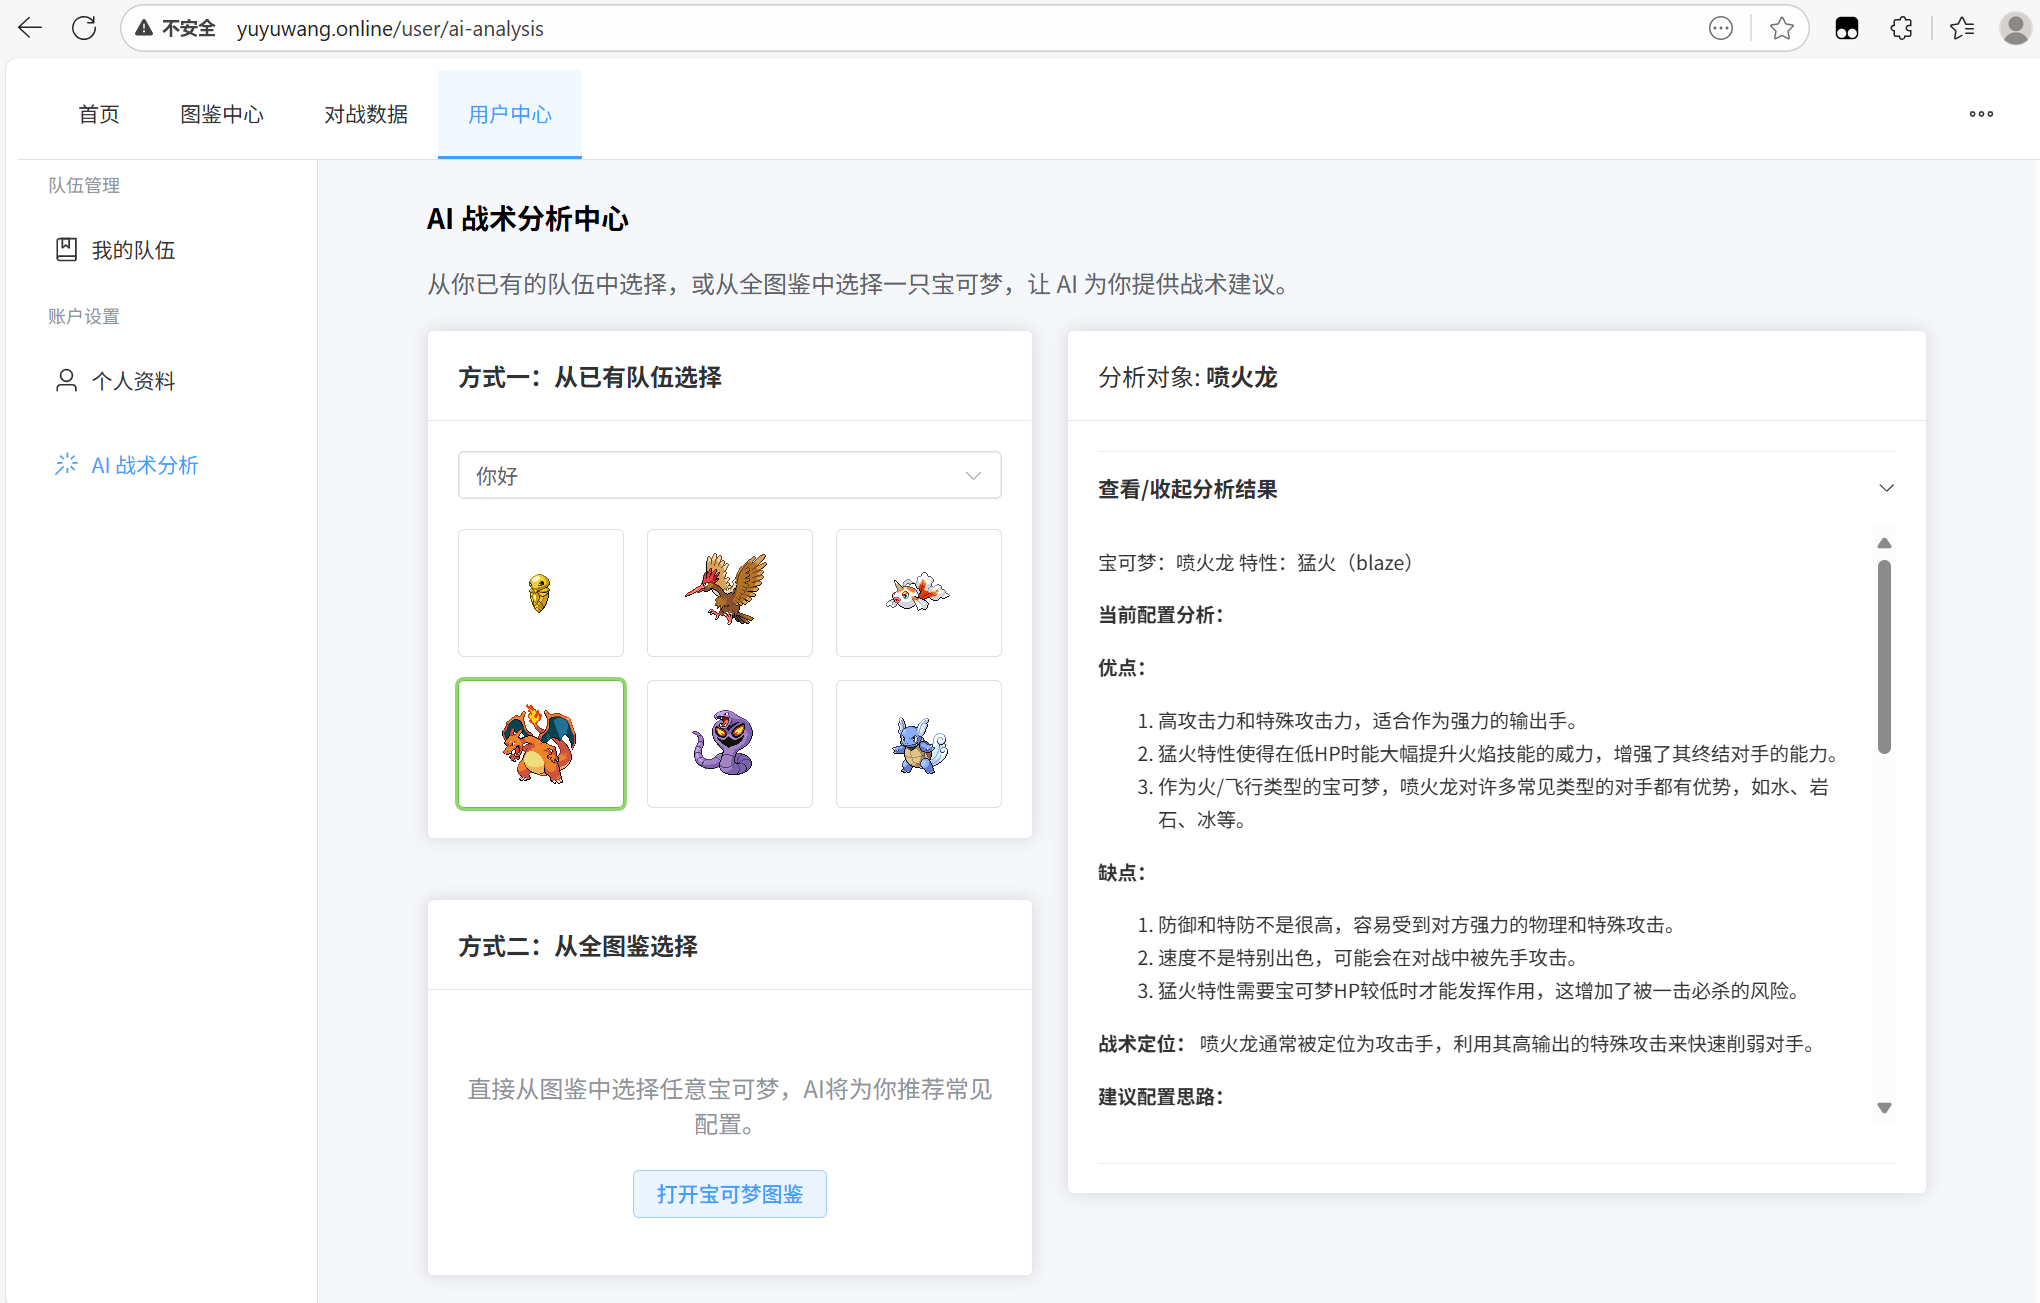 不安全 yuyuwang.online/user/ai-analysis
首页 图鉴中心 对战数据 用户中心
队伍管理
我的队伍
账户设置
个人资料
AI 战术分析
AI 战术分析中心
从你已有的队伍中选择，或从全图鉴中选择一只宝可梦，让 AI 为你提供战术建议。
方式一：从已有队伍选择
你好
方式二：从全图鉴选择
直接从图鉴中选择任意宝可梦，AI将为你推荐常见
配置。
打开宝可梦图鉴
分析对象: 喷火龙
查看/收起分析结果
宝可梦：喷火龙 特性：猛火（blaze）
当前配置分析：
优点：
1. 高攻击力和特殊攻击力，适合作为强力的输出手。
2. 猛火特性使得在低HP时能大幅提升火焰技能的威力，增强了其终结对手的能力。
3. 作为火/飞行类型的宝可梦，喷火龙对许多常见类型的对手都有优势，如水、岩
石、冰等。
缺点：
1. 防御和特防不是很高，容易受到对方强力的物理和特殊攻击。
2. 速度不是特别出色，可能会在对战中被先手攻击。
3. 猛火特性需要宝可梦HP较低时才能发挥作用，这增加了被一击必杀的风险。
战术定位： 喷火龙通常被定位为攻击手，利用其高输出的特殊攻击来快速削弱对手。
建议配置思路：